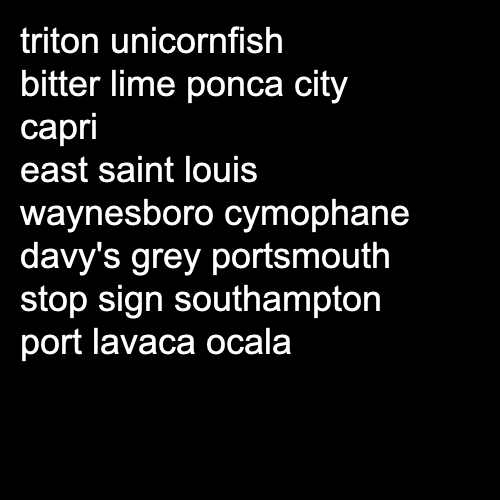 triton unicornfish
bitter lime ponca city
capri
east saint louis
waynesboro cymophane
davy's grey portsmouth
stop sign southampton
port lavaca ocala